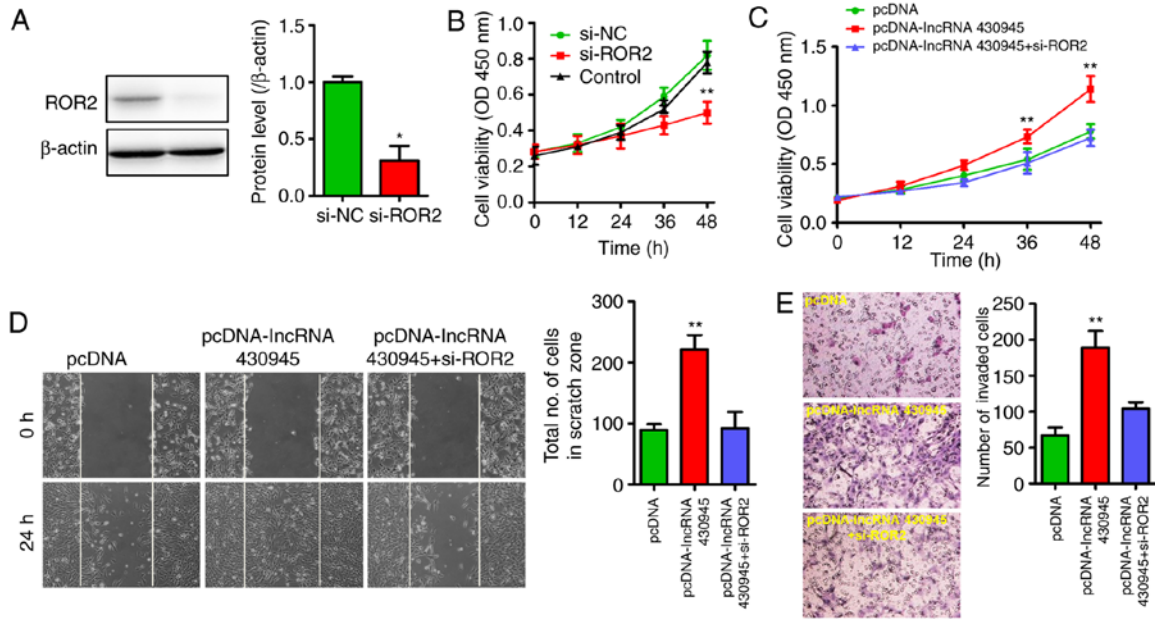 A
ROR2
β-actin
Protein level (/β-actin)
1.5
1.0
0.5
0.0
*
si-NC
si-ROR2
B
Cell viability (OD 450 nm)
1.0
0.8
0.6
0.4
0.2
0.0
si-NC
si-ROR2
Control
**
0
12
24
36
48
Time (h)
C
pcDNA
pcDNA-lncRNA 430945
pcDNA-lncRNA 430945+si-ROR2
Cell viability (OD 450 nm)
1.5
1.0
0.5
0.0
**
**
0
12
24
36
48
Time (h)
D
pcDNA
pcDNA-lncRNA
430945
pcDNA-lncRNA
430945+si-ROR2
0 h
24 h
Total no. of cells
in scratch zone
300
200
100
0
**
pcDNA
pcDNA-lncRNA
430945
pcDNA-lncRNA
430945+si-ROR2
E
pcDNA
pcDNA-lncRNA 430945
pcDNA-lncRNA 430945
+si-ROR2
Number of invaded cells
250
200
150
100
50
0
**
pcDNA
pcDNA-lncRNA
430945
pcDNA-lncRNA
430945+si-ROR2